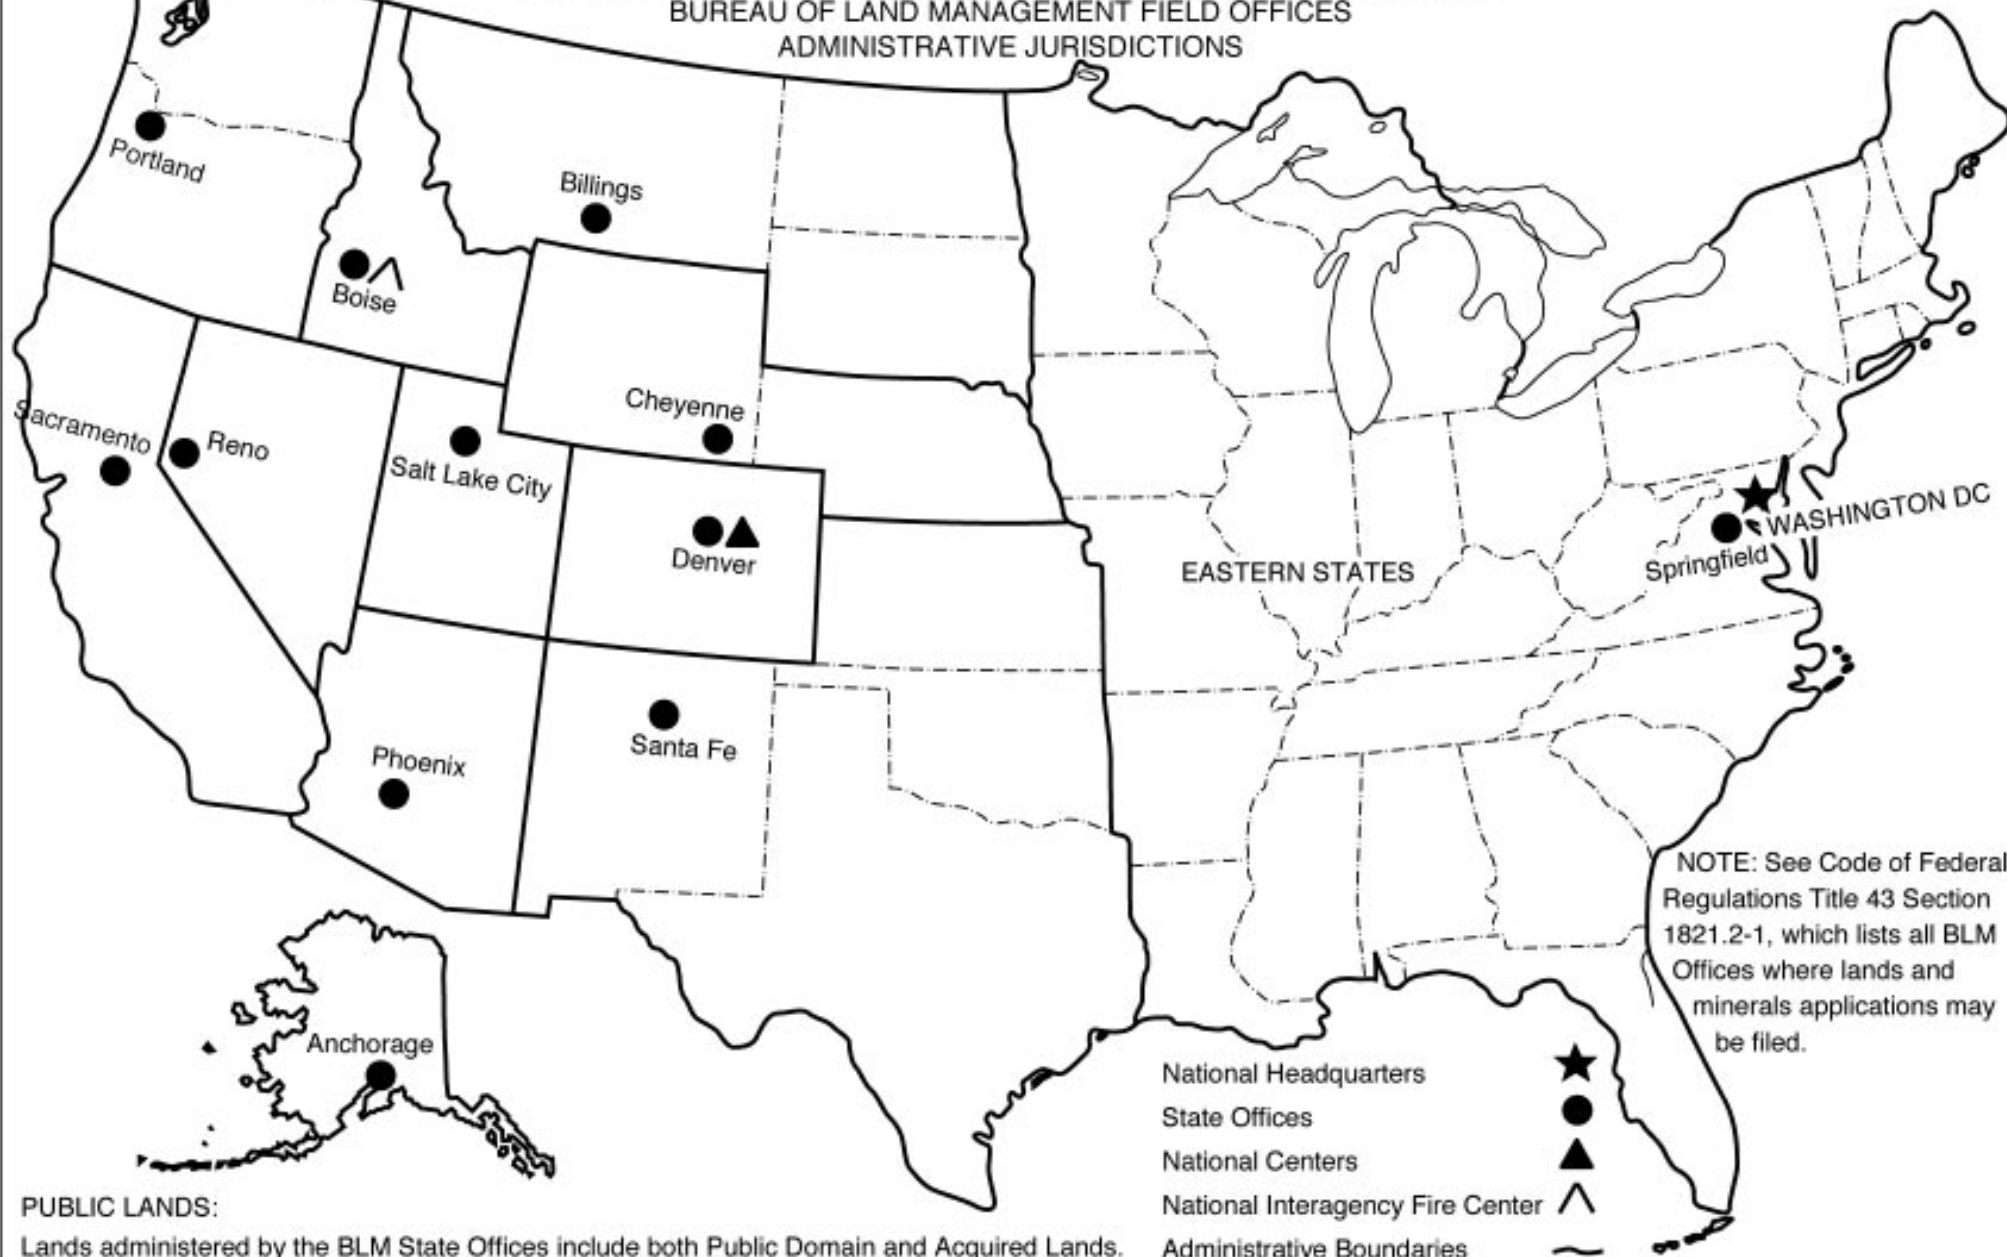 BUREAU OF LAND MANAGEMENT FIELD OFFICES
ADMINISTRATIVE JURISDICTIONS
Portland
Billings
Boise
Cheyenne
Sacramento
Reno
Salt Lake City
Denver
WASHINGTON DC
Springfield
EASTERN STATES
Santa Fe
Phoenix
NOTE: See Code of Federal
Regulations Title 43 Section
1821.2-1, which lists all BLM
Offices where lands and
minerals applications may
be filed.
Anchorage
National Headquarters
State Offices
National Centers
National Interagency Fire Center
Administrative Boundaries
PUBLIC LANDS:
Lands administered by the BLM State Offices include both Public Domain and Acquired Lands.